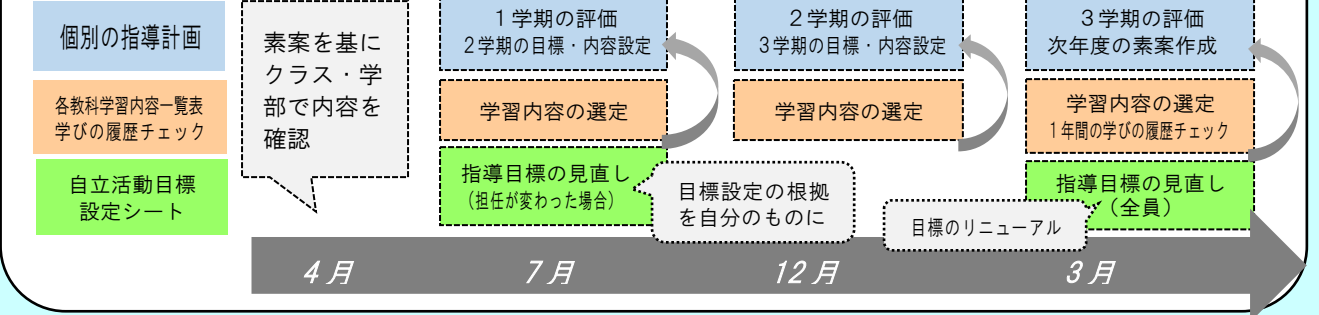 個別の指導計画
各教科学習内容一覧表
学びの履歴チェック
自立活動目標
設定シート
素案を基に
クラス・学
部で内容を
確認
1学期の評価
2学期の目標・内容設定
学習内容の選定
指導目標の見直し
(担任が変わった場合)
目標設定の根拠
を自分のものに
2学期の評価
3学期の目標・内容設定
学習内容の選定
3学期の評価
次年度の素案作成
学習内容の選定
1年間の学びの履歴チェック
指導目標の見直し
(全員)
目標のリニューアル
4月
7月
12月
3月